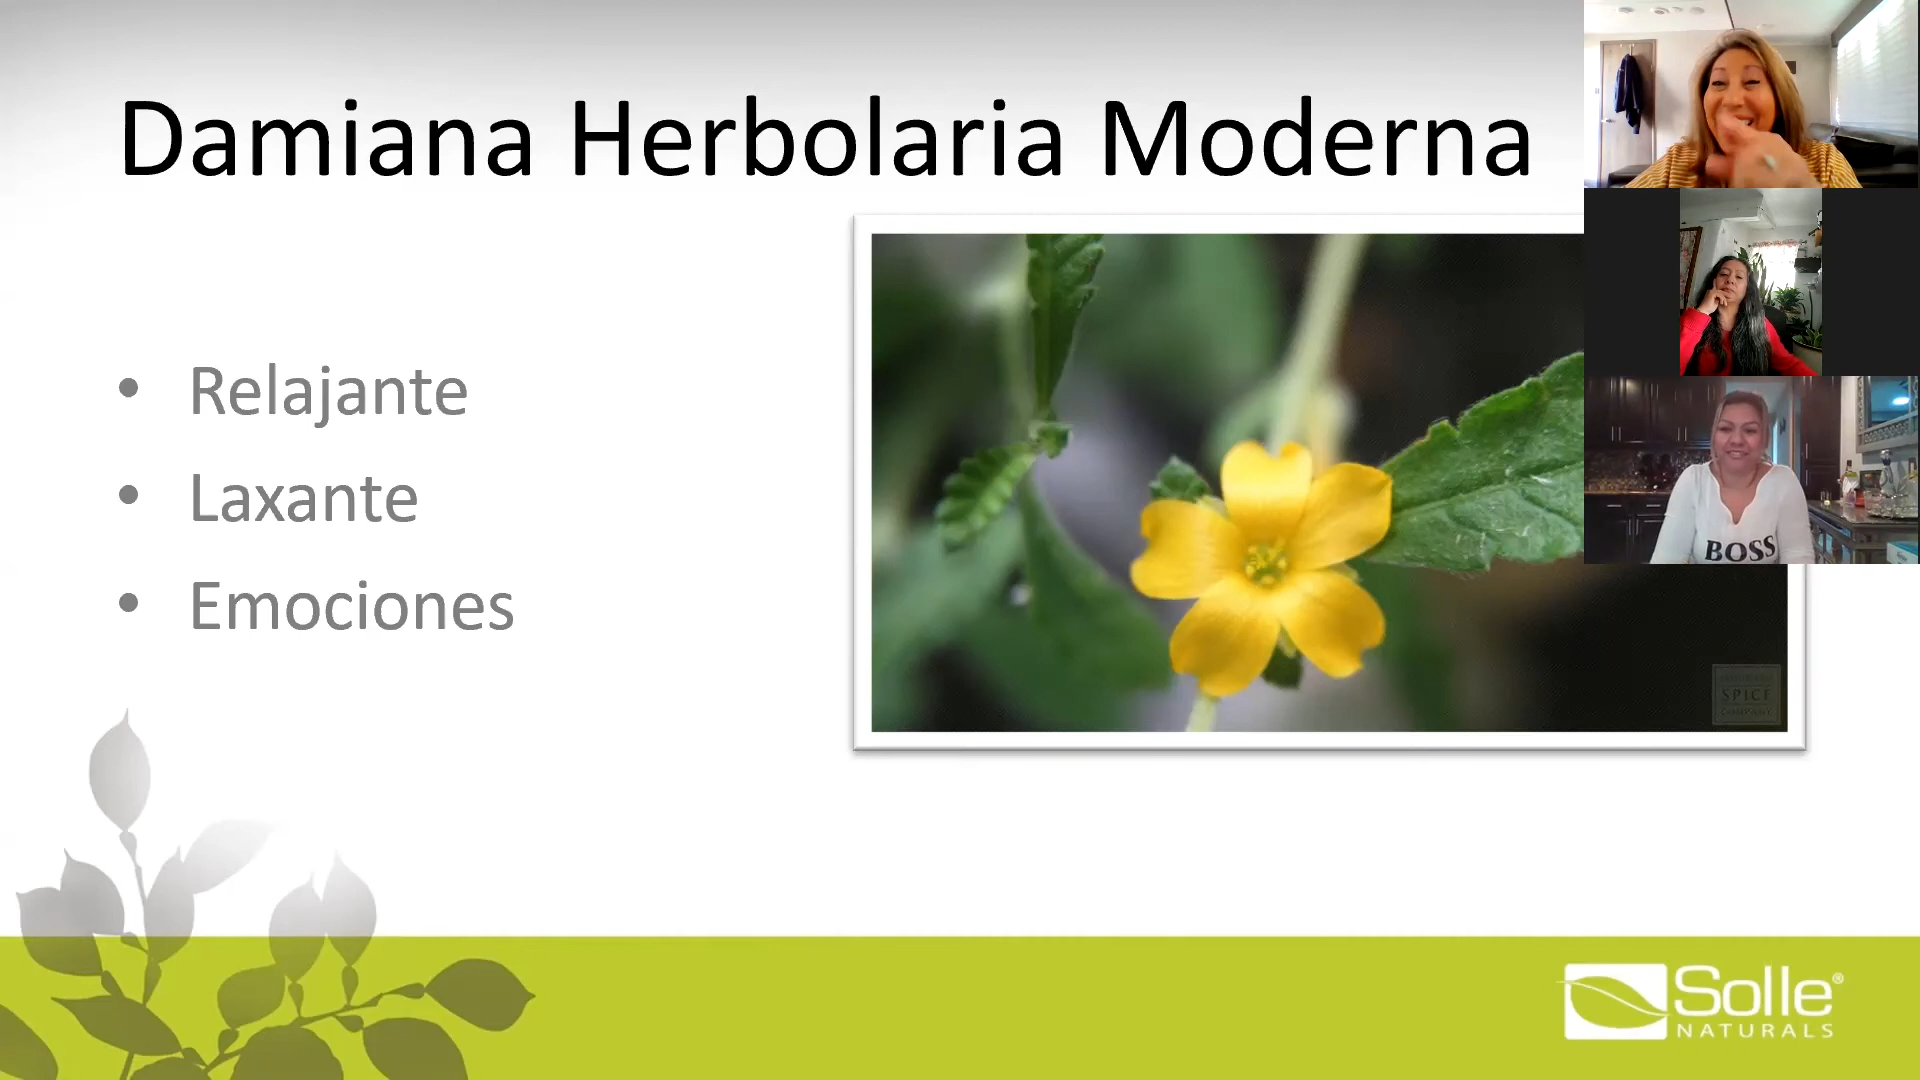 Damiana Herbolaria Moderna
• Relajante
• Laxante
• Emociones
SPICE
BOSS
Solle®
NATURALS